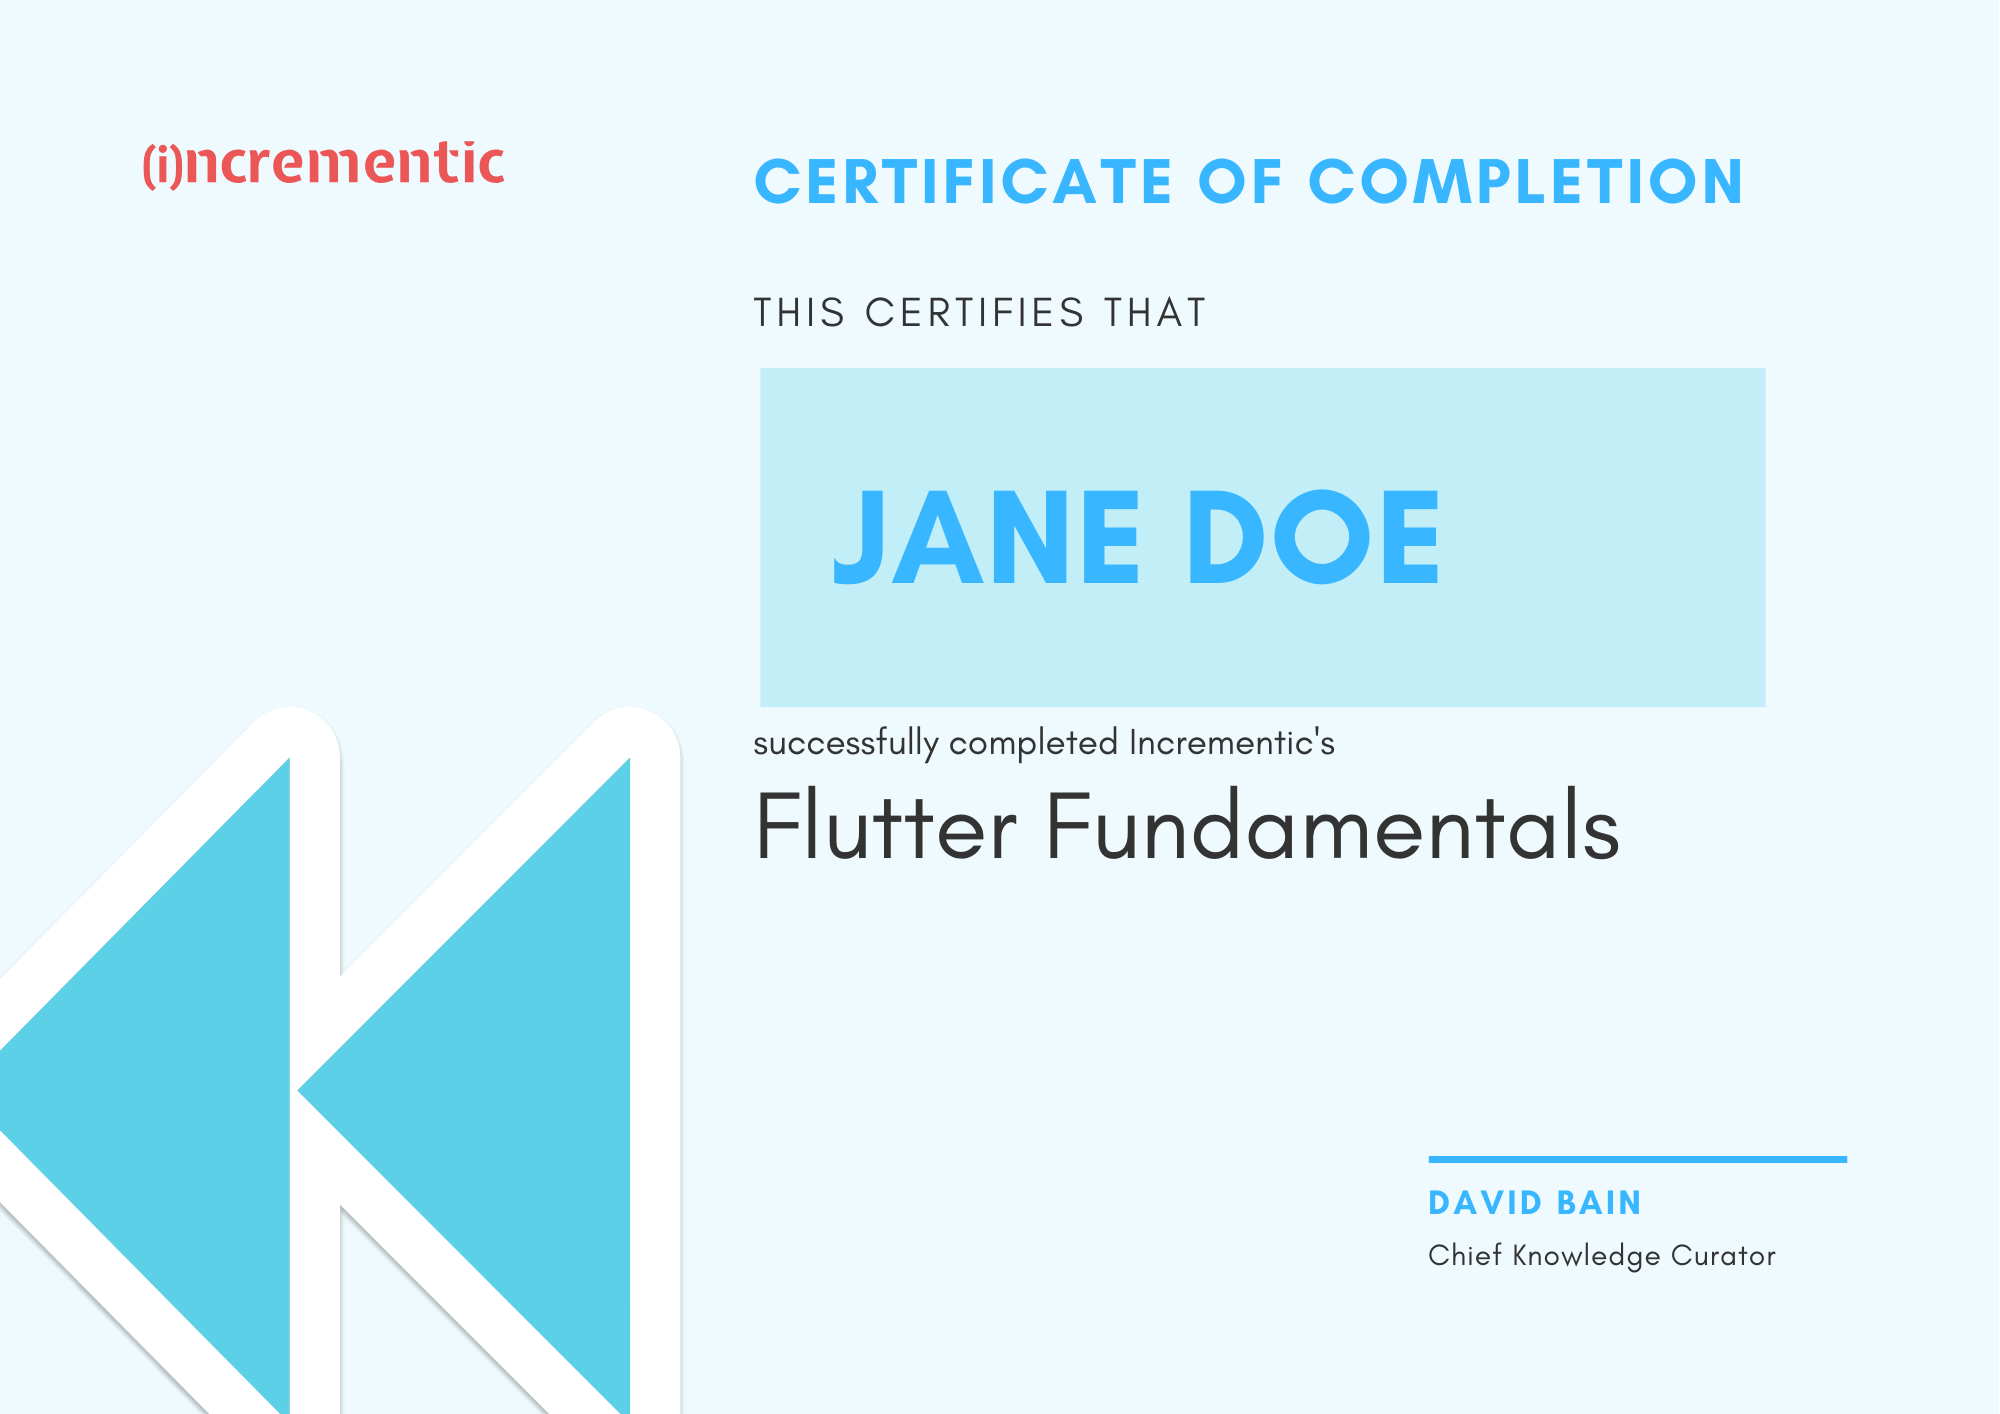 (i)ncrementic
CERTIFICATE OF COMPLETION
THIS CERTIFIES THAT
JANE DOE
successfully completed Incrementic's
Flutter Fundamentals
DAVID BAIN
Chief Knowledge Curator